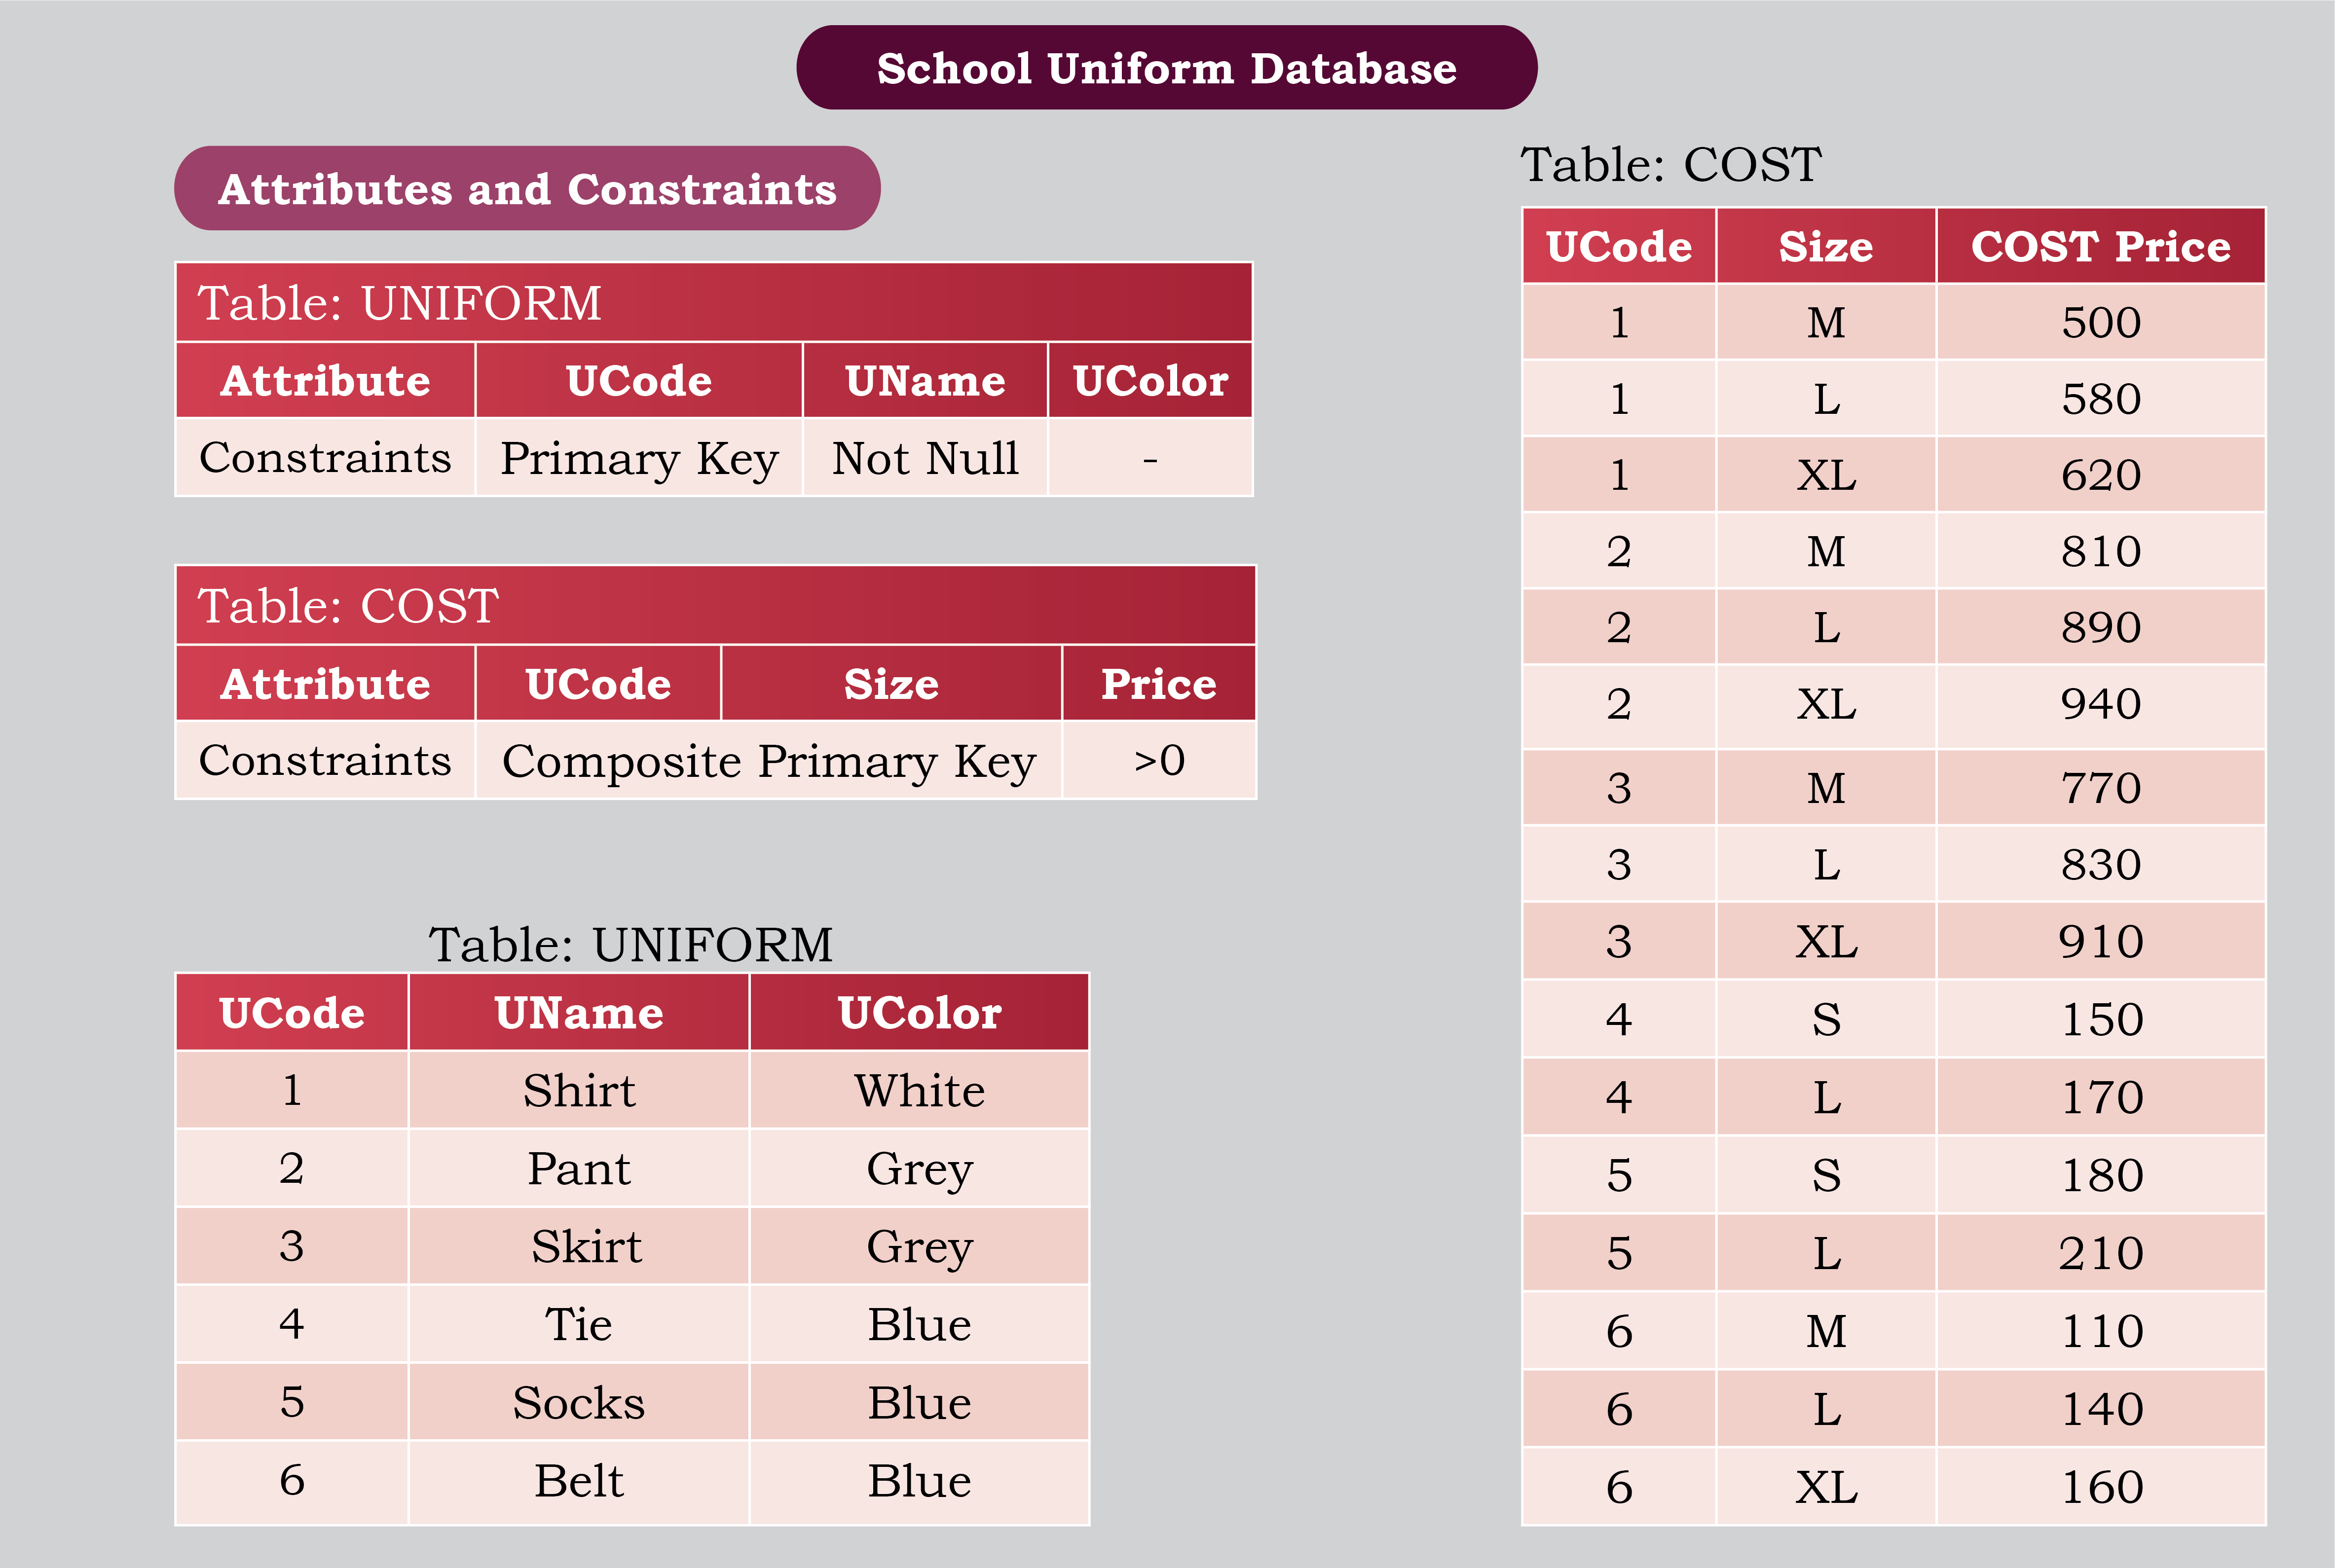 School Uniform Database
Attributes and Constraints
Table: UNIFORM
Attribute UCode UName UColor
Constraints Primary Key Not Null -
Table: COST
Attribute UCode Size Price
Constraints Composite Primary Key >0
Table: UNIFORM
UCode UName UColor
1 Shirt White
2 Pant Grey
3 Skirt Grey
4 Tie Blue
5 Socks Blue
6 Belt Blue
Table: COST
UCode Size COST Price
1 M 500
1 L 580
1 XL 620
2 M 810
2 L 890
2 XL 940
3 M 770
3 L 830
3 XL 910
4 S 150
4 L 170
5 S 180
5 L 210
6 M 110
6 L 140
6 XL 160